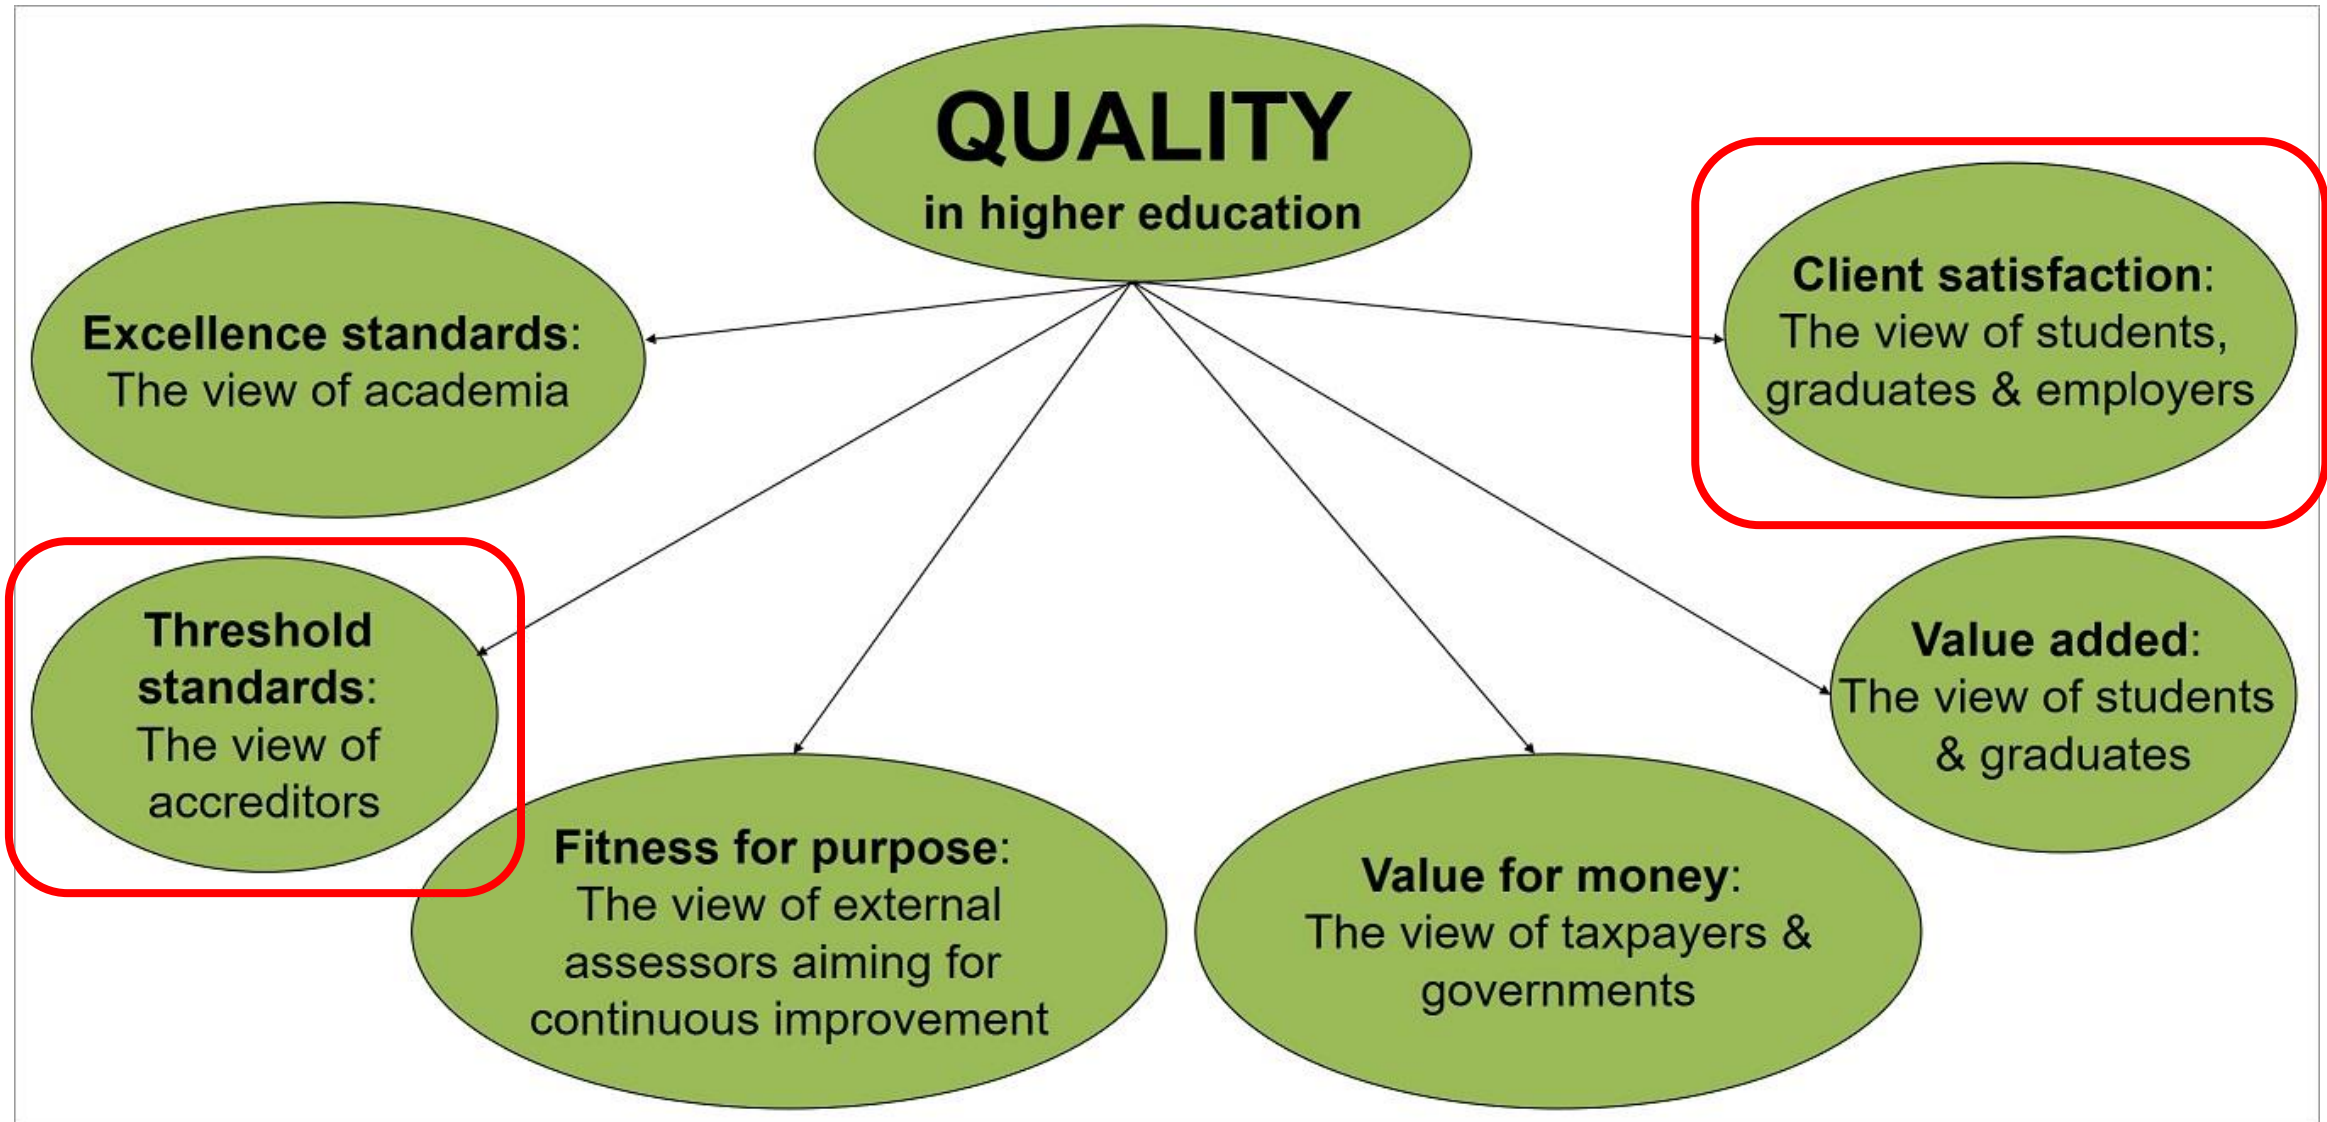 QUALITY
in higher education
Excellence standards:
The view of academia
Client satisfaction:
The view of students,
graduates & employers
Threshold
standards:
The view of
accreditors
Fitness for purpose:
The view of external
assessors aiming for
continuous improvement
Value for money:
The view of taxpayers &
governments
Value added:
The view of students
& graduates